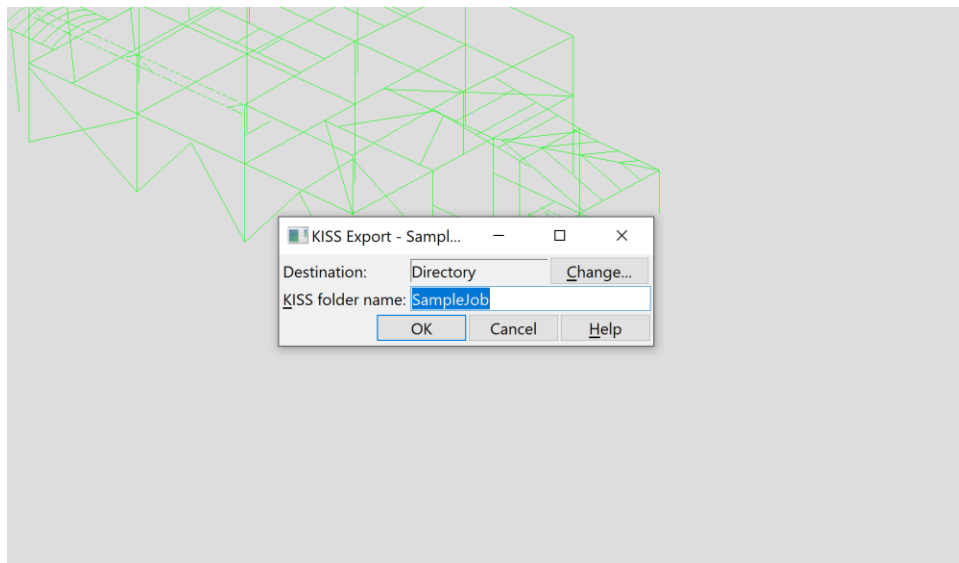 KISS Export - Sampl...
Destination: Directory Change...
KISS folder name: SampleJob
OK Cancel Help